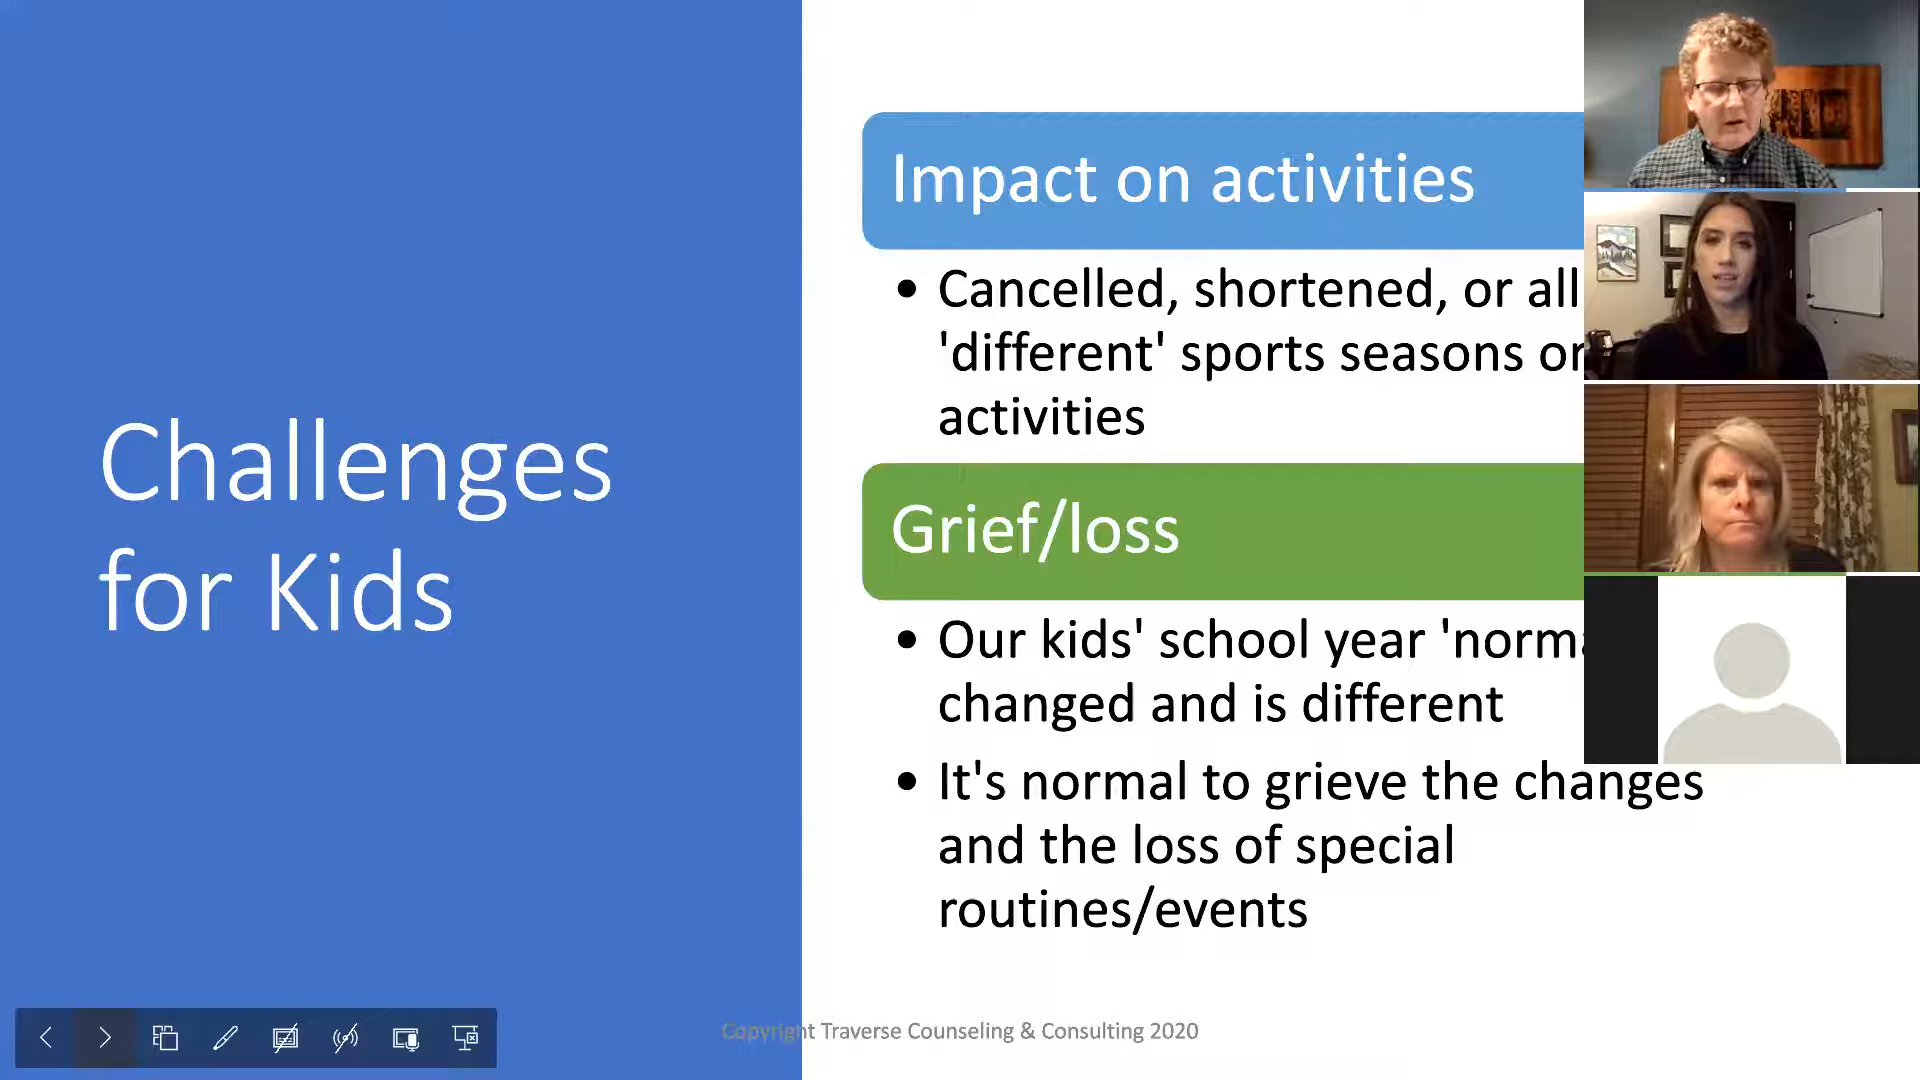 Challenges
for Kids
Impact on activities
• Cancelled, shortened, or all
'different' sports seasons or
activities
Grief/loss
• Our kids' school year
changed and is different
• It's normal to grieve the changes
and the loss of special
routines/events
Copyright Traverse Counseling & Consulting 2020